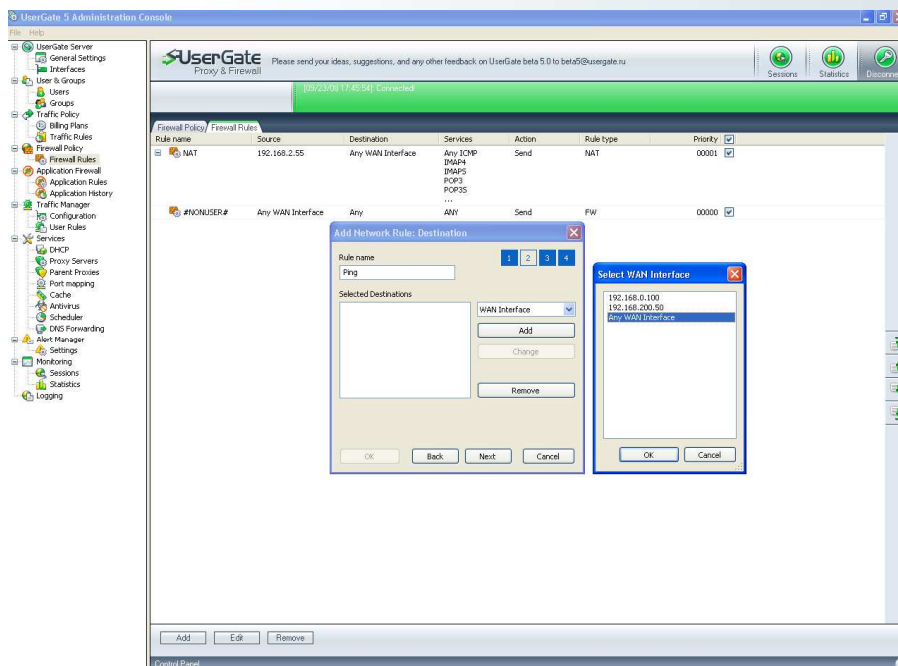 UserGate 5 Administration Console
File Help
UserGate Server
General Settings
Interfaces
User & Groups
Users
Groups
Traffic Policy
Billing Plans
Traffic Rules
Firewall Policy
Firewall Rules
Application Firewall
Application Rules
Application History
Traffic Manager
Configuration
User Rules
Services
DHCP
Proxy Servers
Parent Proxies
Port mapping
Cache
Antivirus
Scheduler
DNS Forwarding
Alert Manager
Settings
Monitoring
Sessions
Statistics
Logging
UserGate
Proxy & Firewall
Please send your ideas, suggestions, and any other feedback on UserGate beta 5.0 to beta5@usergate.ru
Sessions Statistics Disconne
[09/23/08 17:45:54] Connected!
Firewall Policy Firewall Rules
Rule name Source Destination Services Action Rule type Priority
NAT 192.168.2.55 Any WAN Interface Any ICMP Send NAT 00001
IMAP4
IMAPS
POP3
POP3S
...
#NONUSER# Any WAN Interface Any ANY Send FW 00000
Add Network Rule: Destination
Rule name
1 2 3 4
Ping
Selected Destinations
WAN Interface
Add
Change
Remove
OK Back Next Cancel
Select WAN Interface
192.168.0.100
192.168.200.50
Any WAN Interface
OK Cancel
Add Edit Remove
Control Panel